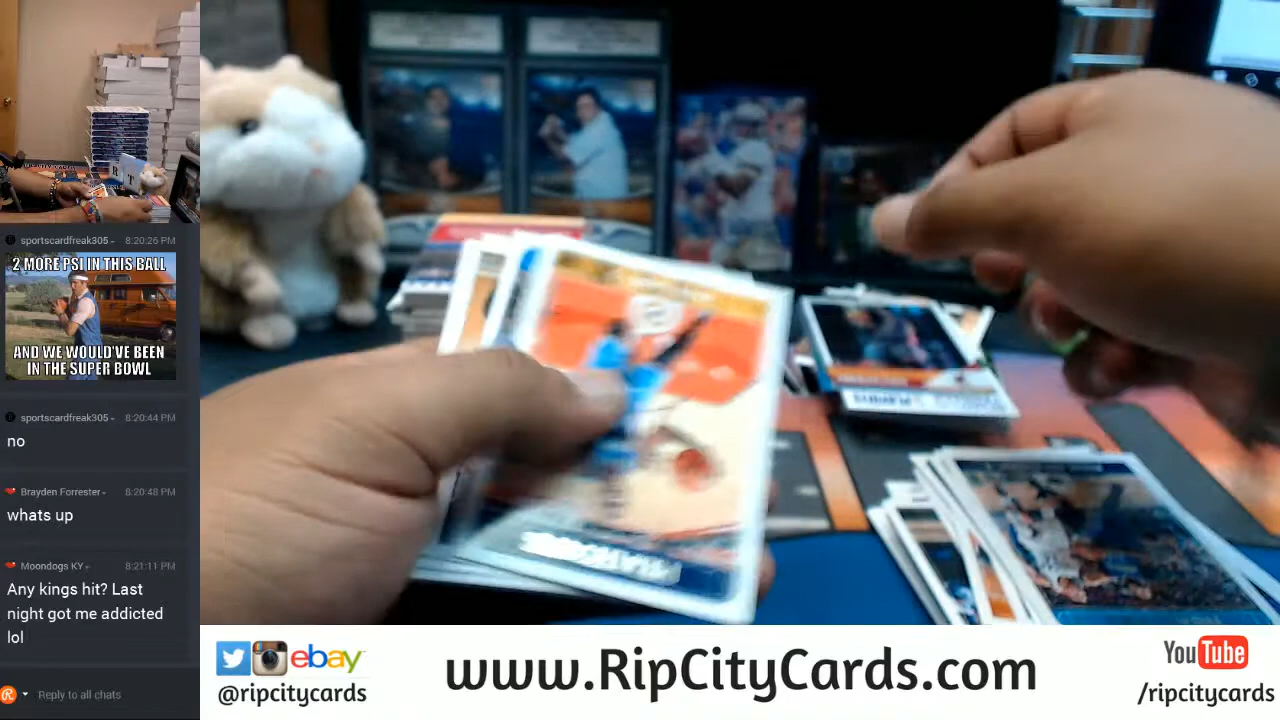 sportscardfreak305 8:20:26 PM
2 MORE PSI IN THIS BALL
AND WE WOULD'VE BEEN
IN THE SUPER BOWL
sportscardfreak305 8:20:44 PM
no
Brayden Forrester 8:20:48 PM
whats up
Moondogs KY 8:21:11 PM
Any kings hit? Last
night got me addicted
lol
Reply to all chats
ebay
@ripcitycards
www.RipCityCards.com
YouTube
/ripcitycards